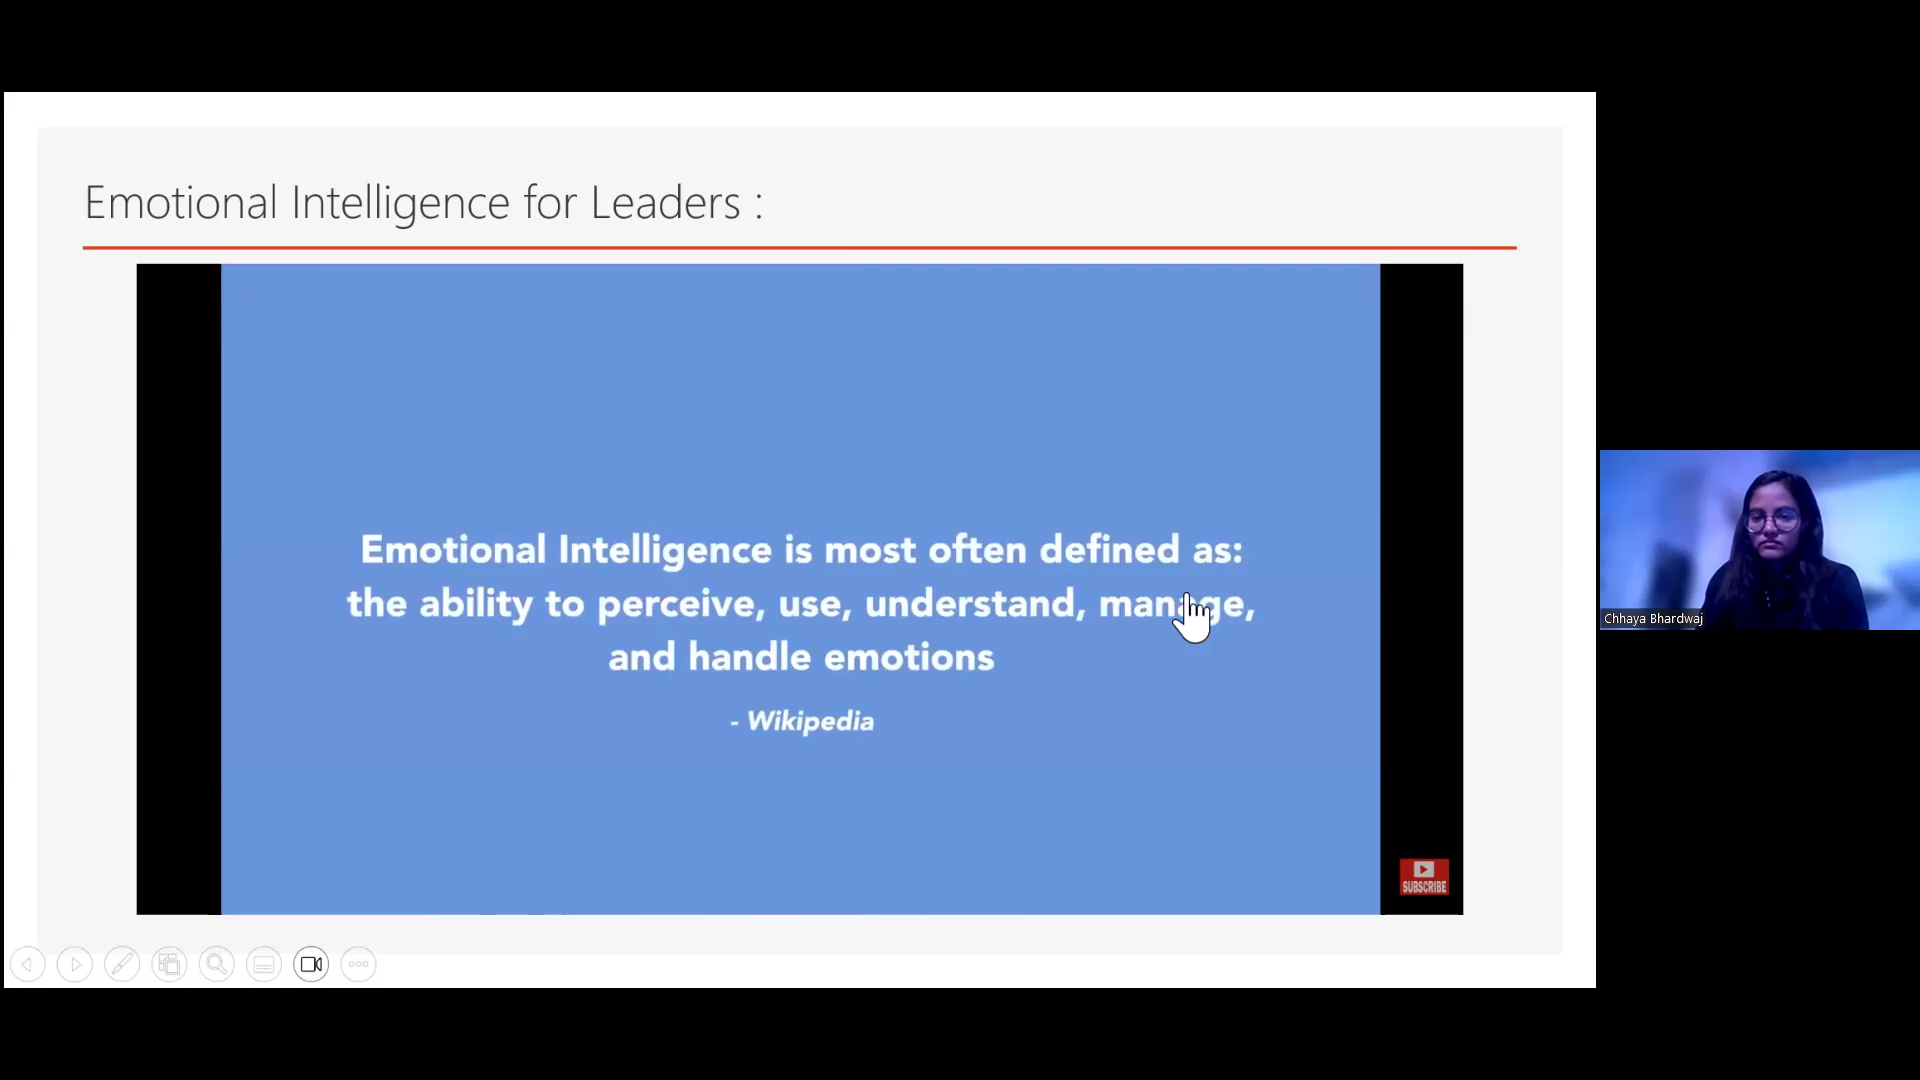 Emotional Intelligence for Leaders :
Emotional Intelligence is most often defined as:
the ability to perceive, use, understand, manage,
and handle emotions
- Wikipedia
SUBSCRIBE
Chhaya Bhardwaj